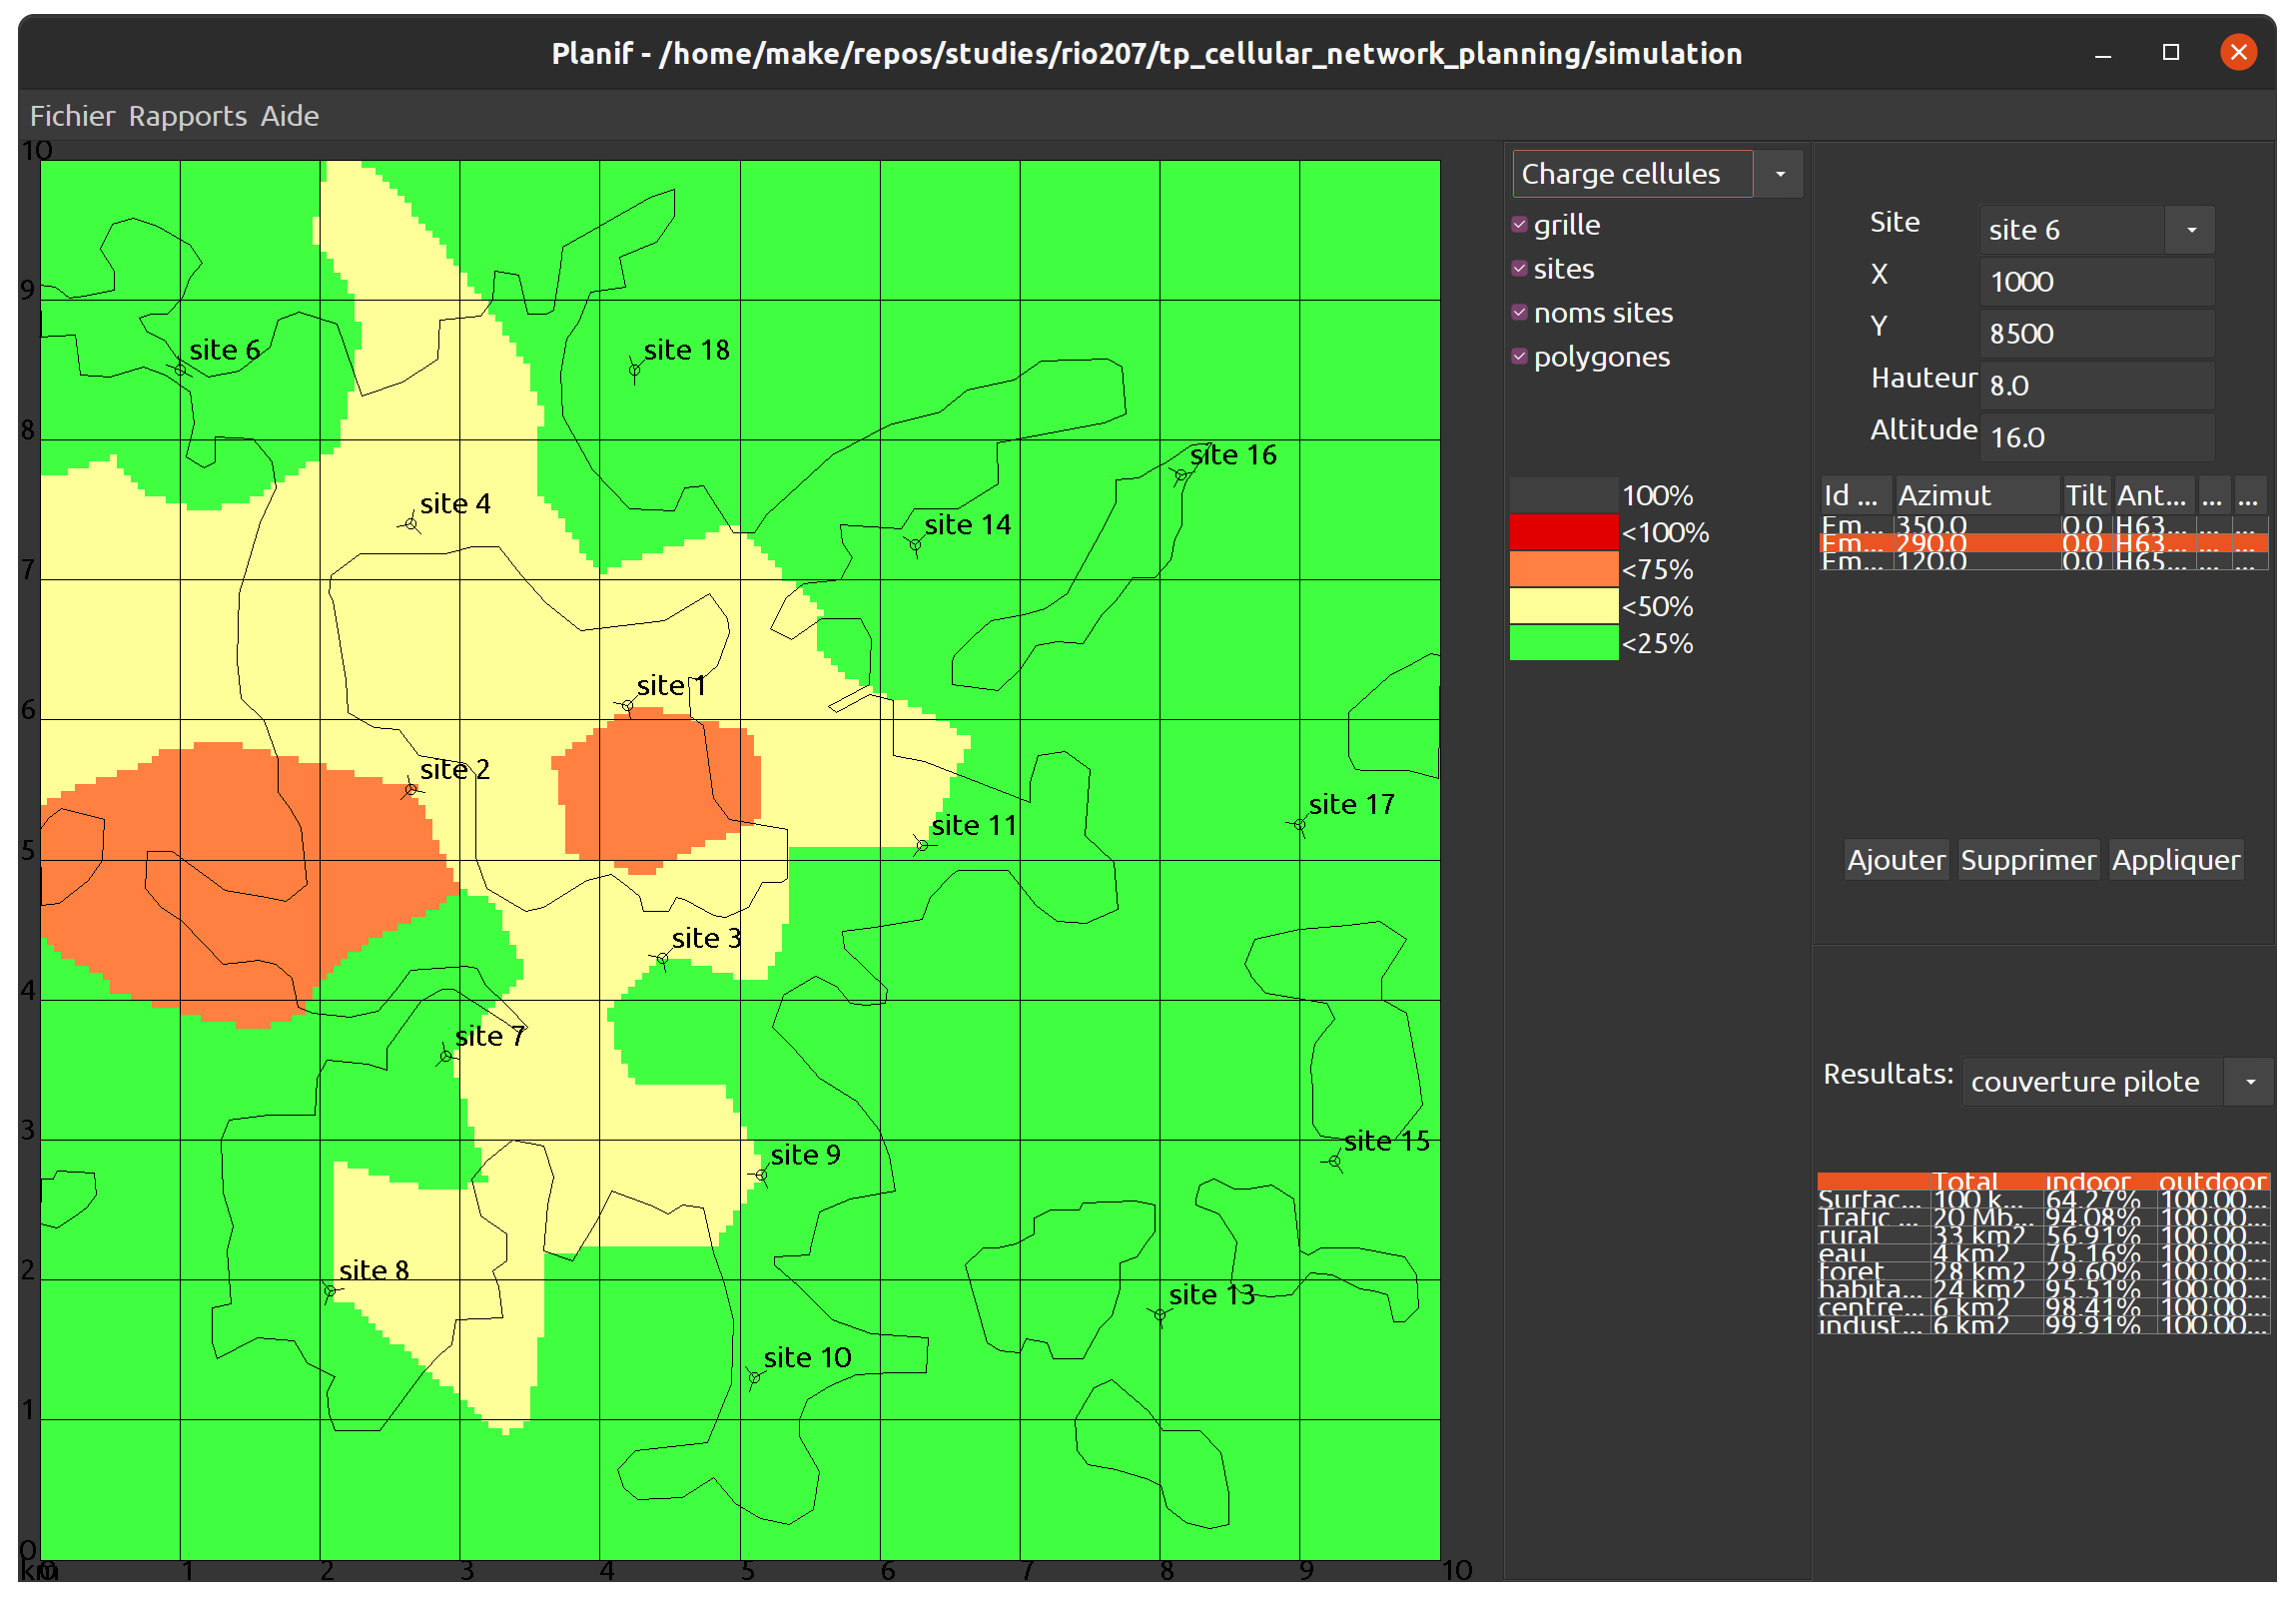 Planif - /home/make/repos/studies/rio207/tp_cellular_network_planning/simulation
Fichier Rapports Aide
10
9
8
7
6
5
4
3
2
1
0
km
1 2 3 4 5 6 7 8 9 10
site 6
site 18
site 16
site 4
site 14
site 1
site 2
site 17
site 11
site 3
site 7
site 15
site 9
site 8
site 13
site 10
Charge cellules
grille
sites
noms sites
polygones
100%
<100%
<75%
<50%
<25%
Site site 6
X 1000
Y 8500
Hauteur 8.0
Altitude 16.0
Id ... Azimut Tilt Ant... ... ...
Em... 350.0 0.0 H63... ... ...
Em... 290.0 0.0 H63... ... ...
Em... 120.0 0.0 H65... ... ...
Ajouter Supprimer Appliquer
Resultats: couverture pilote
Total indoor outdoor
Surfac... 100 k... 64.27% 100.00...
Trafic ... 20 Mb... 94.08% 100.00...
rural 33 km2 56.91% 100.00...
eau 4 km2 75.16% 100.00...
foret 28 km2 29.60% 100.00...
habita... 24 km2 95.51% 100.00...
centre... 6 km2 98.41% 100.00...
indust... 6 km2 99.91% 100.00...